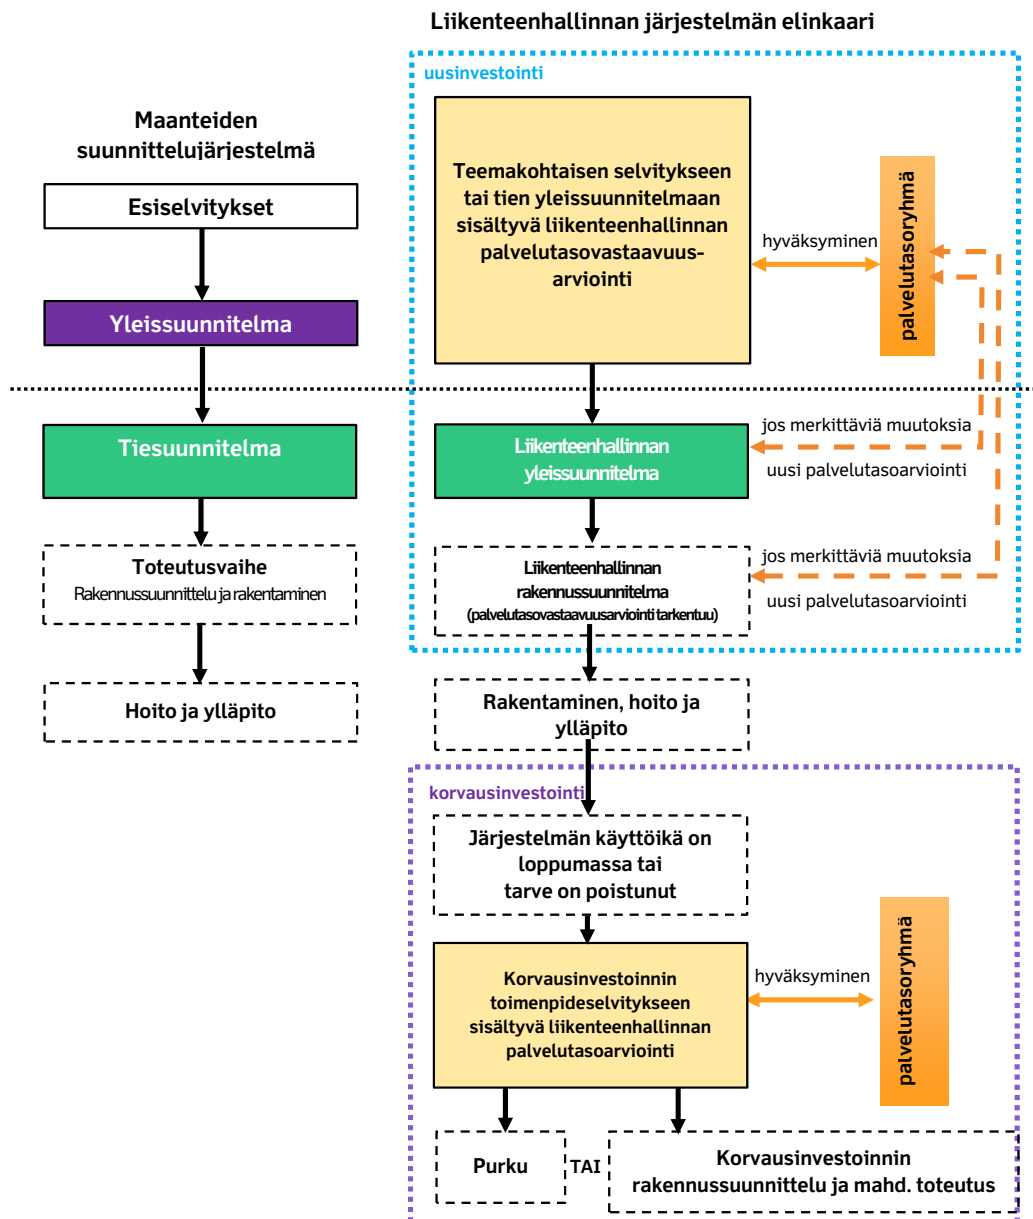 Liikenteenhallinnan järjestelmän elinkaari
Maanteiden
suunnittelujärjestelmä
Esiselvitykset
Yleissuunnitelma
Tiesuunnitelma
Toteutusvaihe
Rakennussuunnittelu ja rakentaminen
Hoito ja ylläpito
uusinvestointi
Teemakohtaisen selvitykseen
tai tien yleissuunnitelmaan
sisältyvä liikenteenhallinnan
palvelutasovastaavuus-
arviointi
hyväksyminen
palvelutasoryhmä
Liikenteenhallinnan
yleissuunnitelma
jos merkittäviä muutoksia
uusi palvelutasoarviointi
Liikenteenhallinnan
rakennussuunnitelma
(palvelutasovastaavuusarviointi tarkentuu)
jos merkittäviä muutoksia
uusi palvelutasoarviointi
Rakentaminen, hoito ja
ylläpito
korvausinvestointi
Järjestelmän käyttöikä on
loppumassa tai
tarve on poistunut
Korvausinvestoinnin
toimenpideselvitykseen
sisältyvä liikenteenhallinnan
palvelutasoarviointi
hyväksyminen
palvelutasoryhmä
Purku
TAI
Korvausinvestoinnin
rakennussuunnittelu ja mahd. toteutus